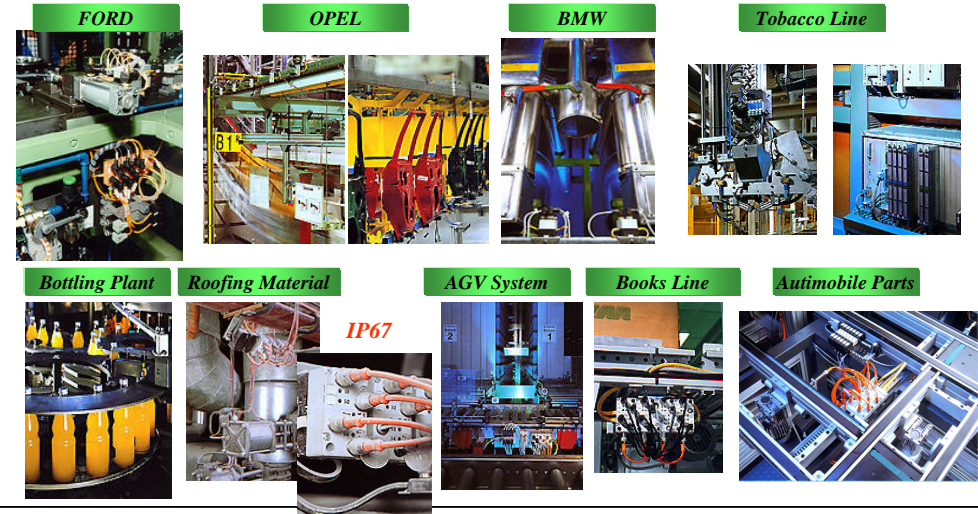 FORD
OPEL
BMW
Tobacco Line
B1
Bottling Plant
Roofing Material
AGV System
Books Line
Autimobile Parts
IP67
2
1